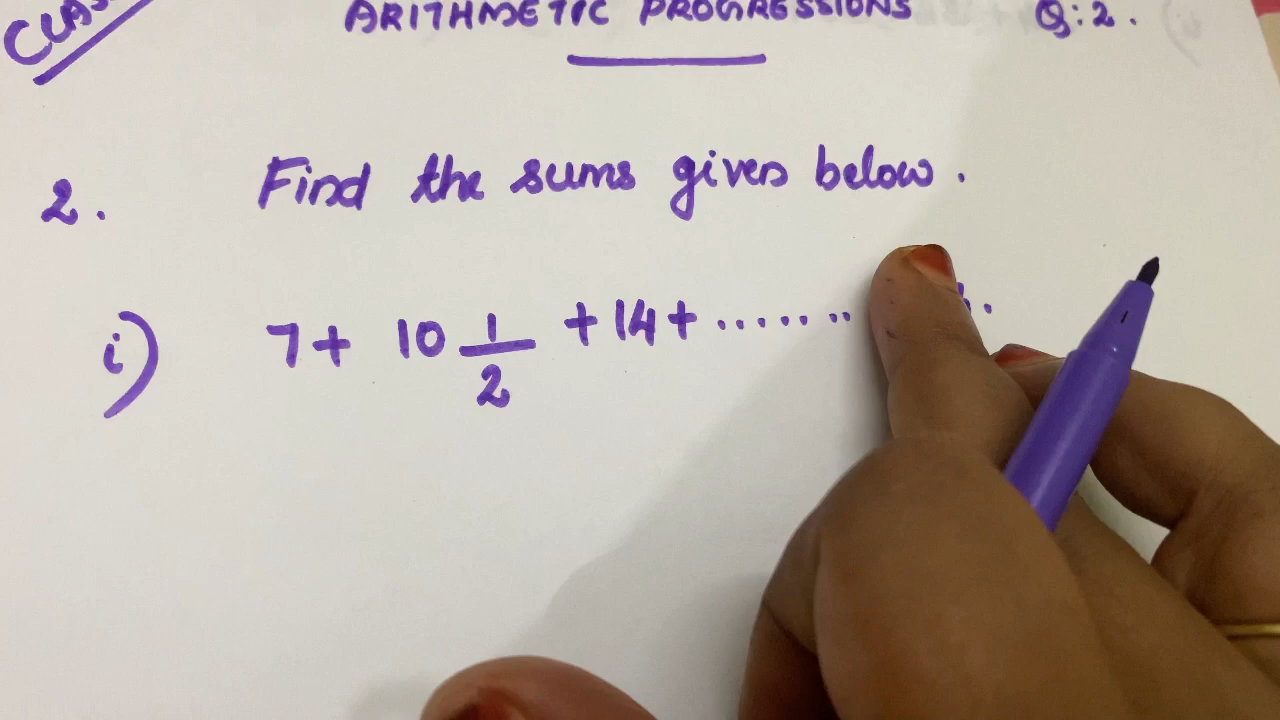 ARITHMETIC PROGRESSIONS Q:2.
2. Find the sums given below.
i) 7 + 10 1/2 + 14 + ........